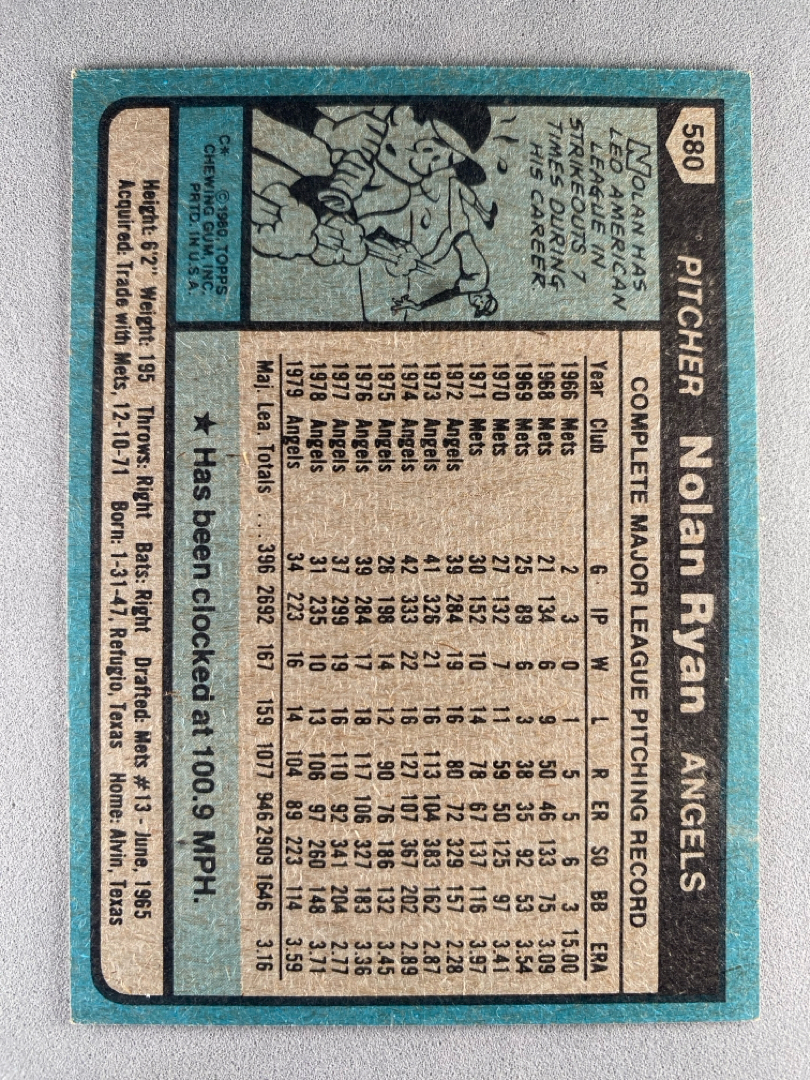 580 PITCHER Nolan Ryan ANGELS
NOLAN HAS
LED AMERICAN
LEAGUE IN
STRIKEOUTS 7
TIMES DURING
HIS CAREER
C* © 1980 TOPPS
CHEWING GUM, INC.
PRTD. IN U.S.A.
COMPLETE MAJOR LEAGUE PITCHING RECORD
Year Club G IP W L R ER SO BB ERA
1966 Mets 2 3 0 1 5 5 6 3 15.00
1968 Mets 21 134 6 9 50 46 133 75 3.09
1969 Mets 25 89 6 3 38 35 92 53 3.54
1970 Mets 27 132 7 11 59 50 125 97 3.41
1971 Mets 30 152 10 14 78 67 137 116 3.97
1972 Angels 39 284 19 16 80 72 329 157 2.28
1973 Angels 41 326 21 16 113 104 383 162 2.87
1974 Angels 42 333 22 16 127 107 367 202 2.89
1975 Angels 28 198 14 12 90 76 186 132 3.45
1976 Angels 39 284 17 18 117 106 327 183 3.36
1977 Angels 37 299 19 16 110 92 341 204 2.77
1978 Angels 31 235 10 13 106 97 260 148 3.71
1979 Angels 34 223 16 14 104 89 223 114 3.59
Maj. Lea. Totals ... 396 2692 167 159 1077 946 2909 1646 3.16
★ Has been clocked at 100.9 MPH.
Height: 6'2" Weight: 195 Throws: Right Bats: Right Drafted: Mets #13 - June, 1965
Acquired: Trade with Mets, 12-10-71 Born: 1-31-47, Refugio, Texas Home: Alvin, Texas